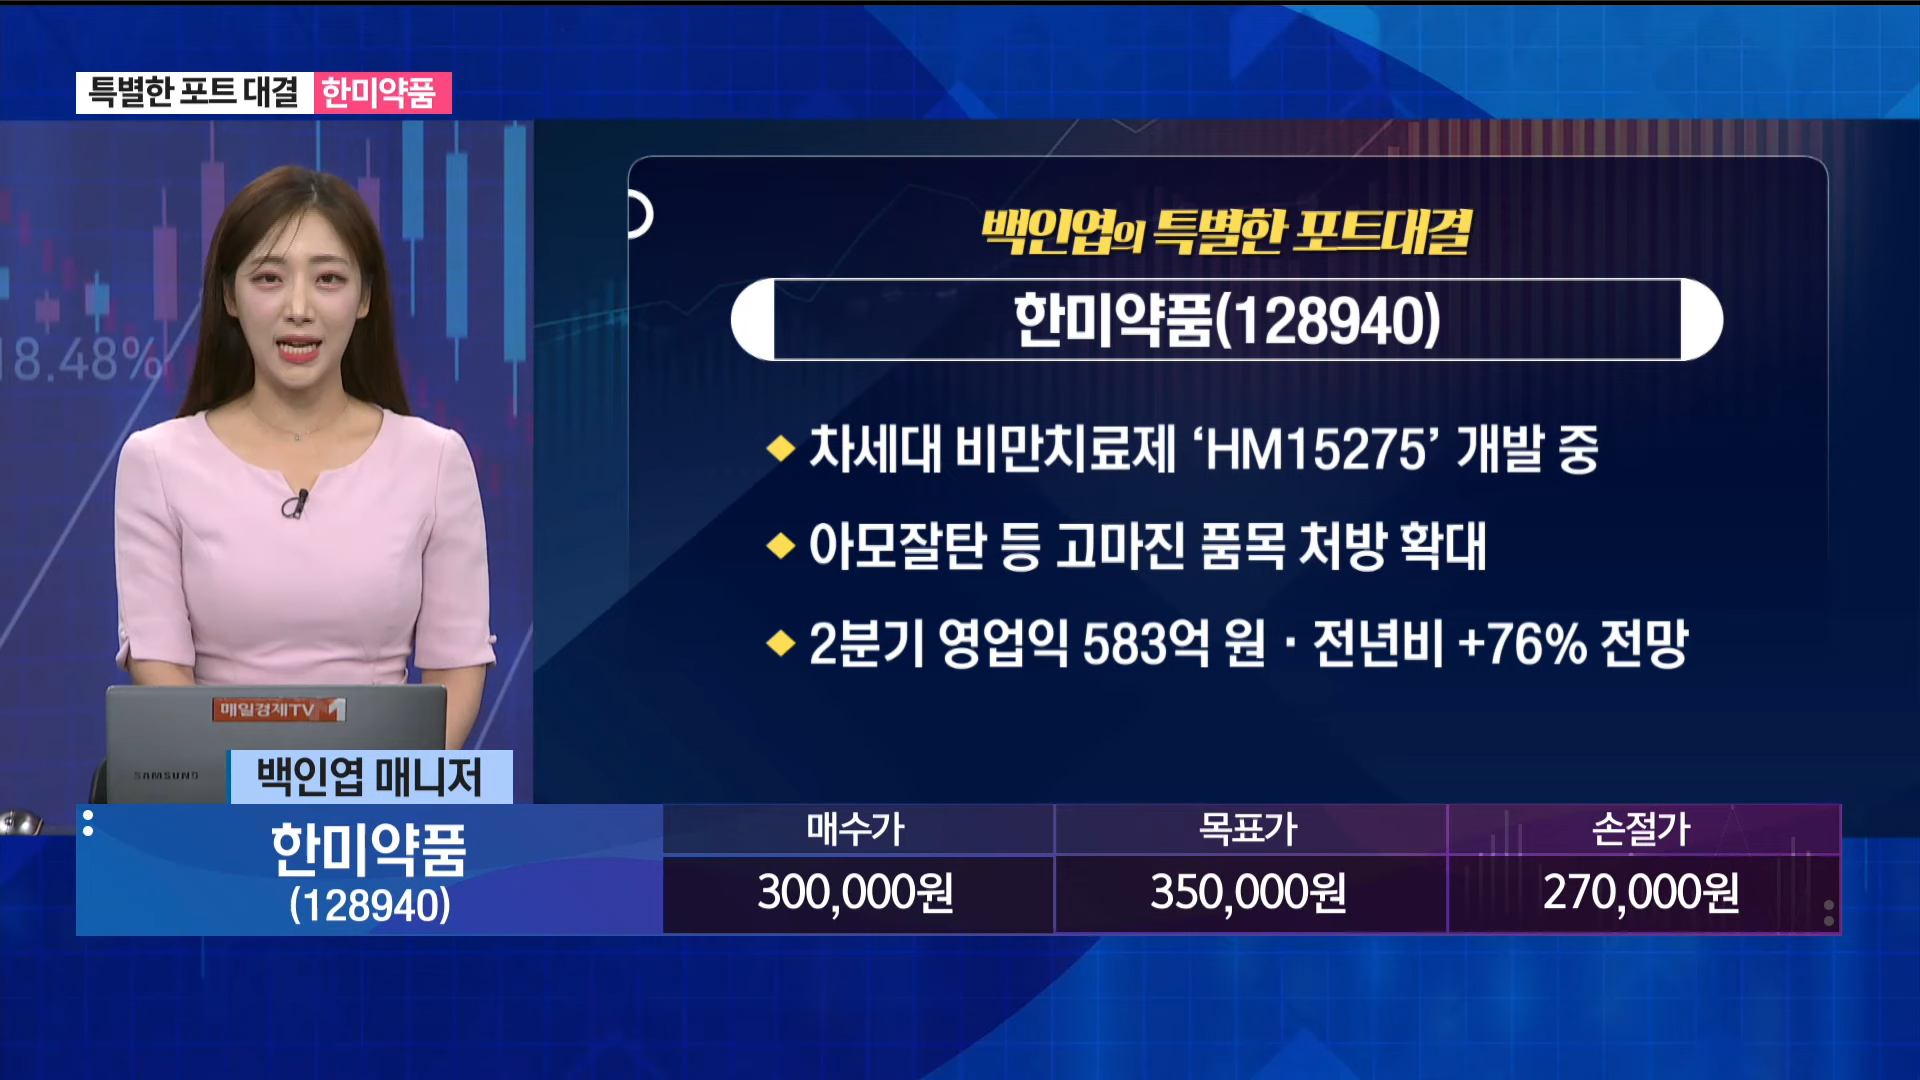 특별한 포트 대결 한미약품
18.48%
백인엽의 특별한 포트대결
한미약품(128940)
차세대 비만치료제 ‘HM15275’ 개발 중
아모잘탄 등 고마진 품목 처방 확대
2분기 영업익 583억 원 · 전년비 +76% 전망
매일경제TV M
SAMSUNG
백인엽 매니저
한미약품
(128940)
매수가 목표가 손절가
300,000원 350,000원 270,000원